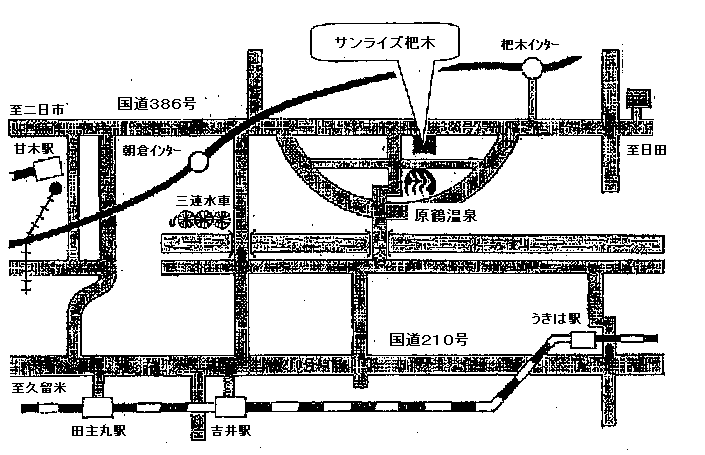 サンライズ杷木
杷木インター
至二日市
国道386号
甘木駅
朝倉インター
至日田
三連水車
原鶴温泉
うきは駅
国道210号
至久留米
田主丸駅
吉井駅